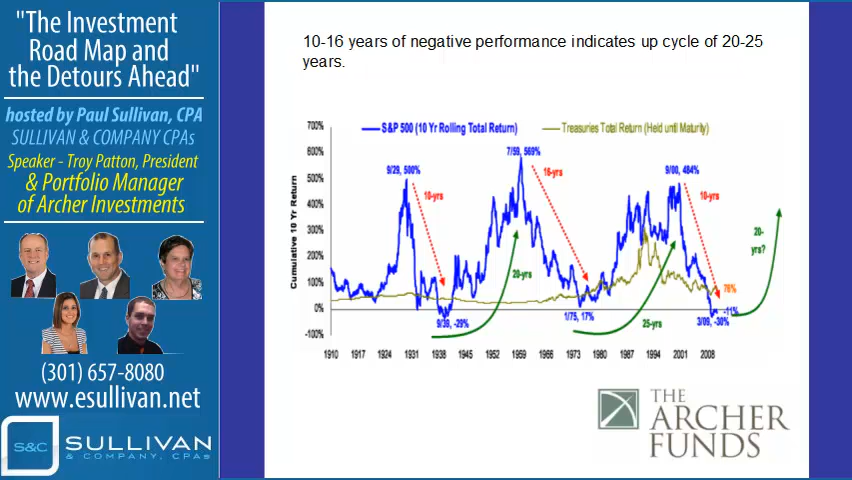 "The Investment
Road Map and
the Detours Ahead"
hosted by Paul Sullivan, CPA
SULLIVAN & COMPANY CPAs
Speaker - Troy Patton, President
& Portfolio Manager
of Archer Investments
(301) 657-8080
www.esullivan.net
S&C SULLIVAN
& COMPANY, CPAs
10-16 years of negative performance indicates up cycle of 20-25
years.
S&P 500 (10 Yr Rolling Total Return) Treasuries Total Return (Held until Maturity)
Cumulative 10 Yr Return
700%
600%
500%
400%
300%
200%
100%
0%
-100%
9/29, 500%
10-yrs
9/39, -29%
20-yrs
7/59, 569%
16-yrs
1/75, 17%
25-yrs
9/00, 484%
10-yrs
76%
-11%
3/09, -30%
20-
yrs?
1910 1917 1924 1931 1938 1945 1952 1959 1966 1973 1980 1987 1994 2001 2008
THE
ARCHER
FUNDS